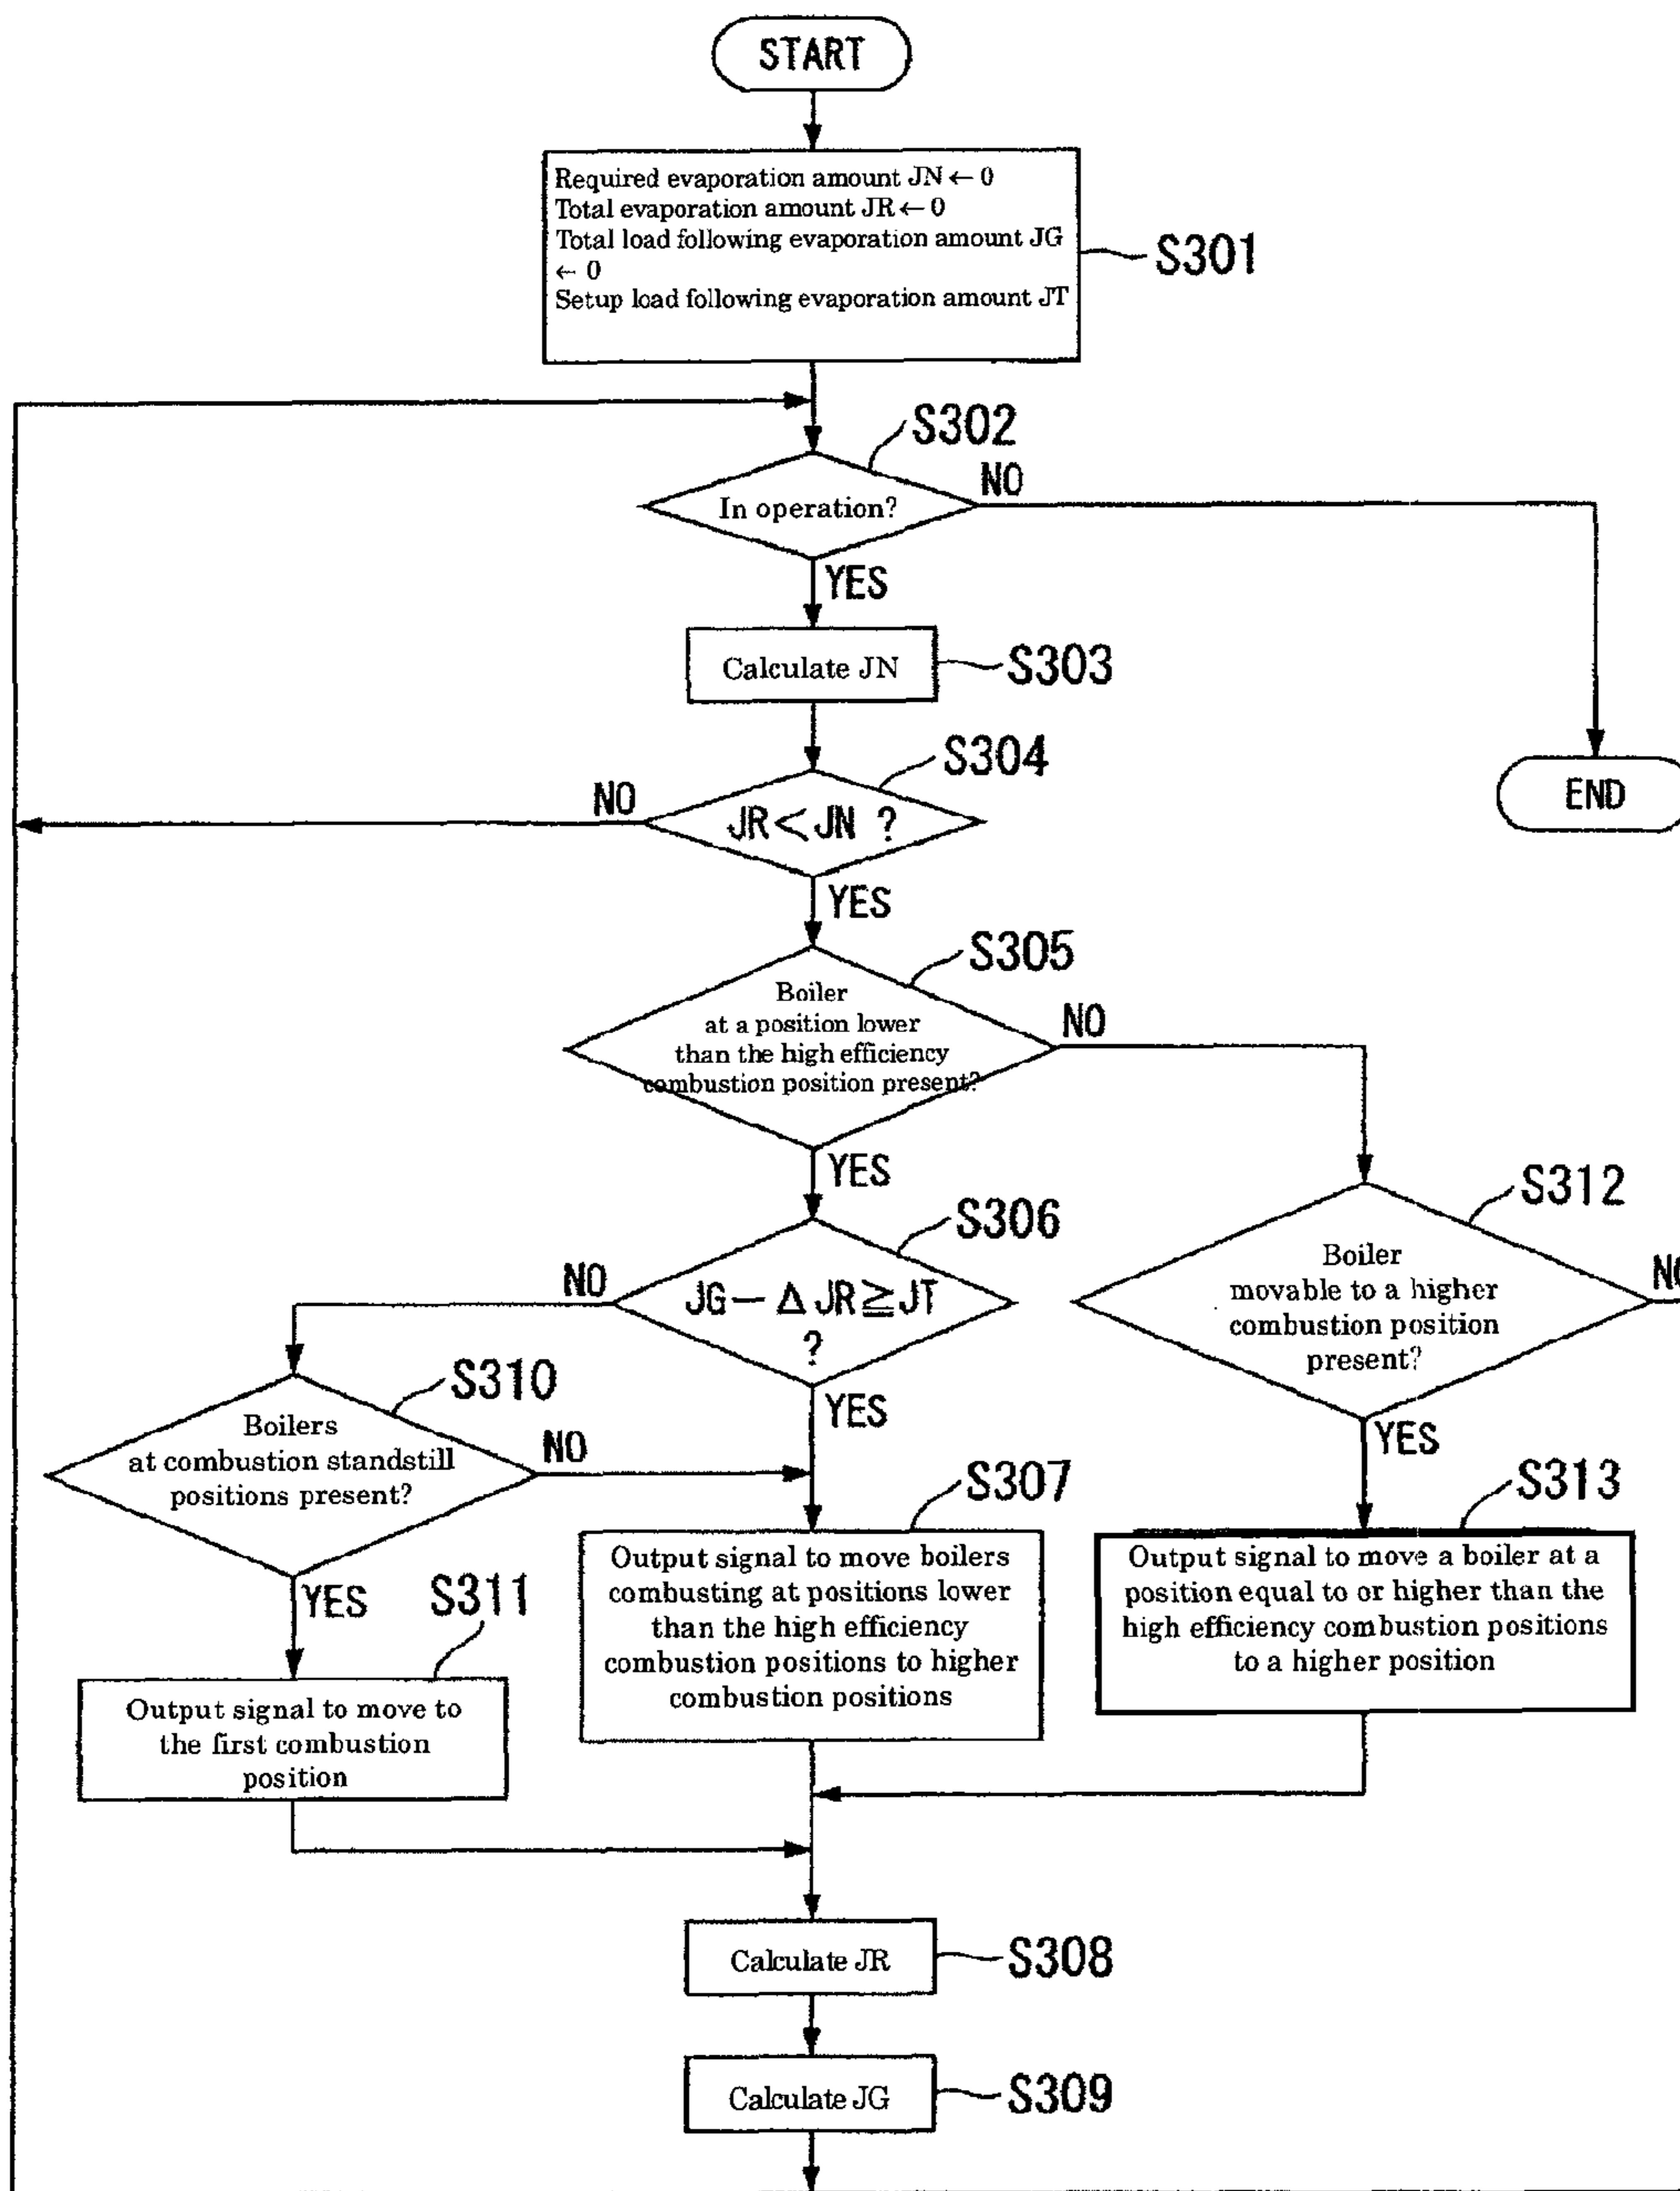 START
Required evaporation amount JN ← 0
Total evaporation amount JR ← 0
Total load following evaporation amount JG
← 0
Setup load following evaporation amount JT
S301
S302
In operation?
NO
YES
Calculate JN
S303
S304
JR<JN ?
NO
YES
END
S305
Boiler
at a position lower
than the high efficiency
combustion position present?
NO
YES
S306
JG－Δ JR≧JT
?
NO
YES
S312
Boiler
movable to a higher
combustion position
present?
NO
YES
S310
Boilers
at combustion standstill
positions present?
NO
YES
S311
Output signal to move to
the first combustion
position
S307
Output signal to move boilers
combusting at positions lower
than the high efficiency
combustion positions to higher
combustion positions
S313
Output signal to move a boiler at a
position equal to or higher than the
high efficiency combustion positions
to a higher position
Calculate JR
S308
Calculate JG
S309